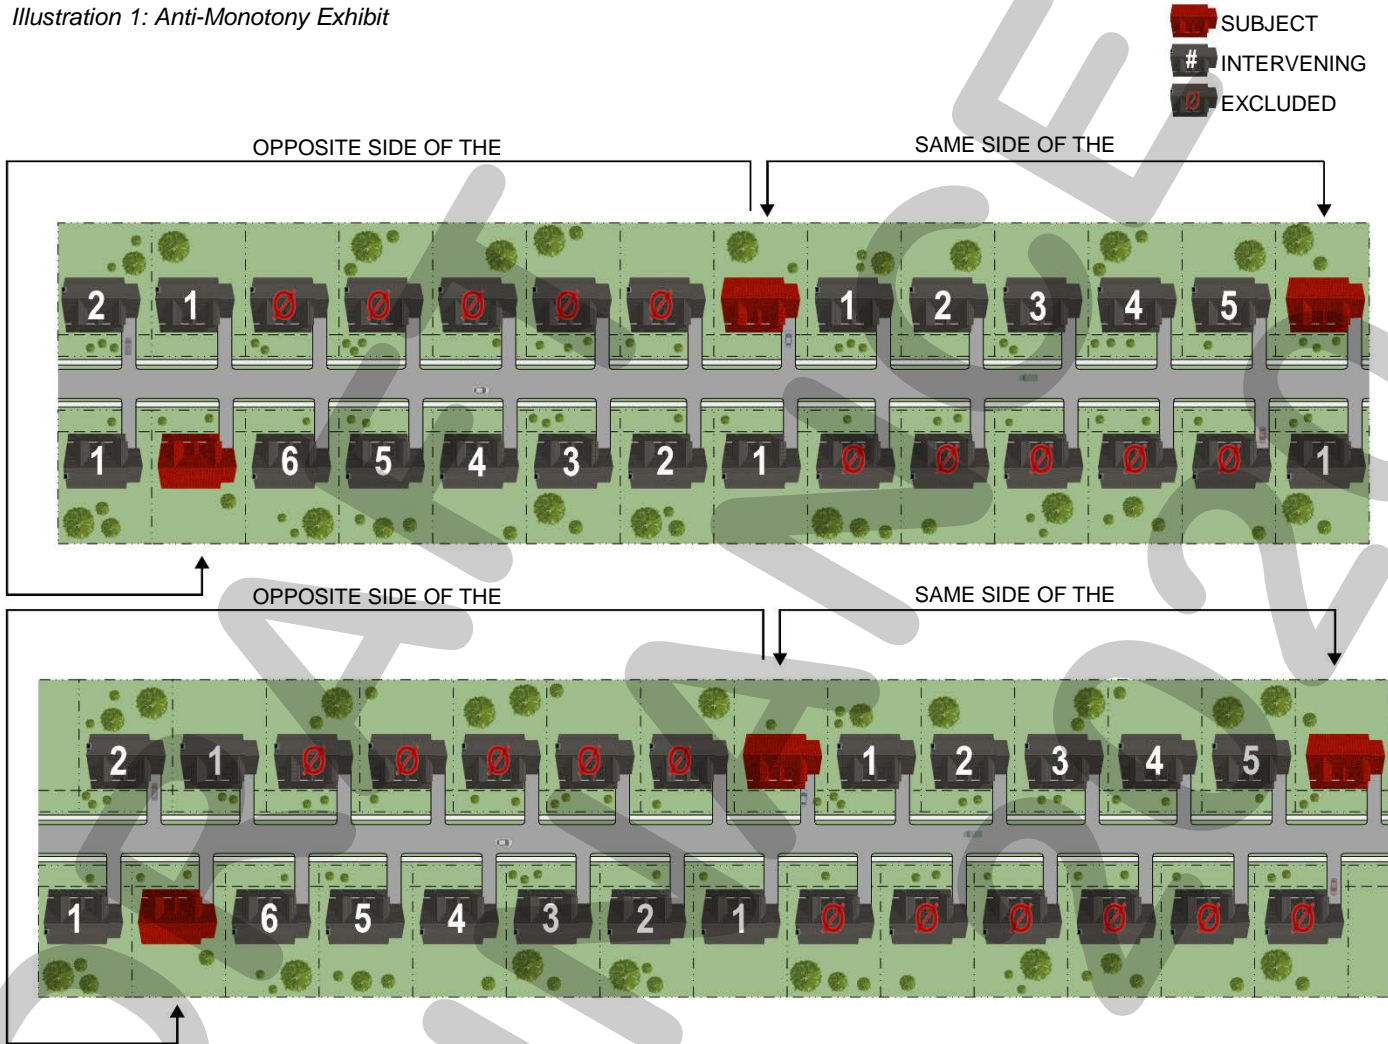 Illustration 1: Anti-Monotony Exhibit
SUBJECT
# INTERVENING
Ø EXCLUDED
OPPOSITE SIDE OF THE
SAME SIDE OF THE
2 1 Ø Ø Ø Ø Ø 1 2 3 4 5
1 6 5 4 3 2 1 Ø Ø Ø Ø Ø 1
OPPOSITE SIDE OF THE
SAME SIDE OF THE
2 1 Ø Ø Ø Ø Ø 1 2 3 4 5
1 6 5 4 3 2 1 Ø Ø Ø Ø Ø Ø
DRAFT